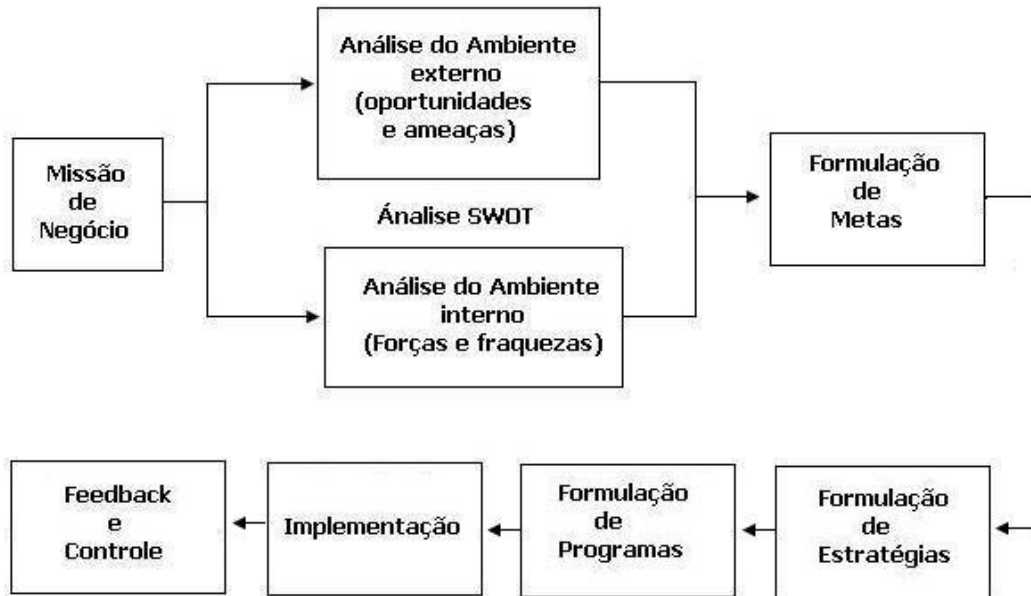 Missão
de
Negócio
Análise do Ambiente
externo
(oportunidades
e ameaças)
Ánalise SWOT
Análise do Ambiente
interno
(Forças e fraquezas)
Formulação
de
Metas
Formulação
de
Estratégias
Formulação
de
Programas
Implementação
Feedback
e
Controle